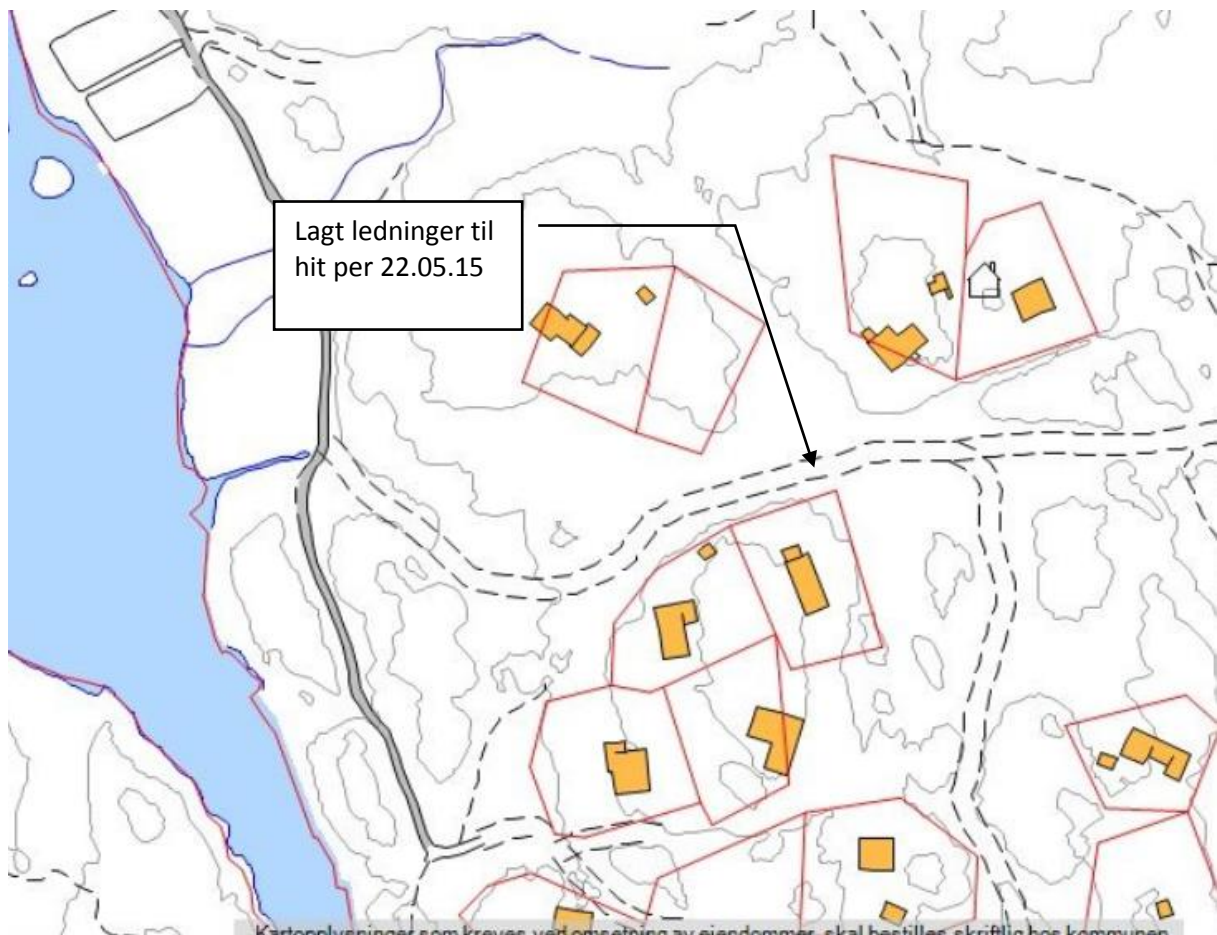 Lagt ledninger til
hit per 22.05.15
Kartopplysninger som kreves ved omsetning av eiendommer, skal bestilles skriftlig hos kommunen